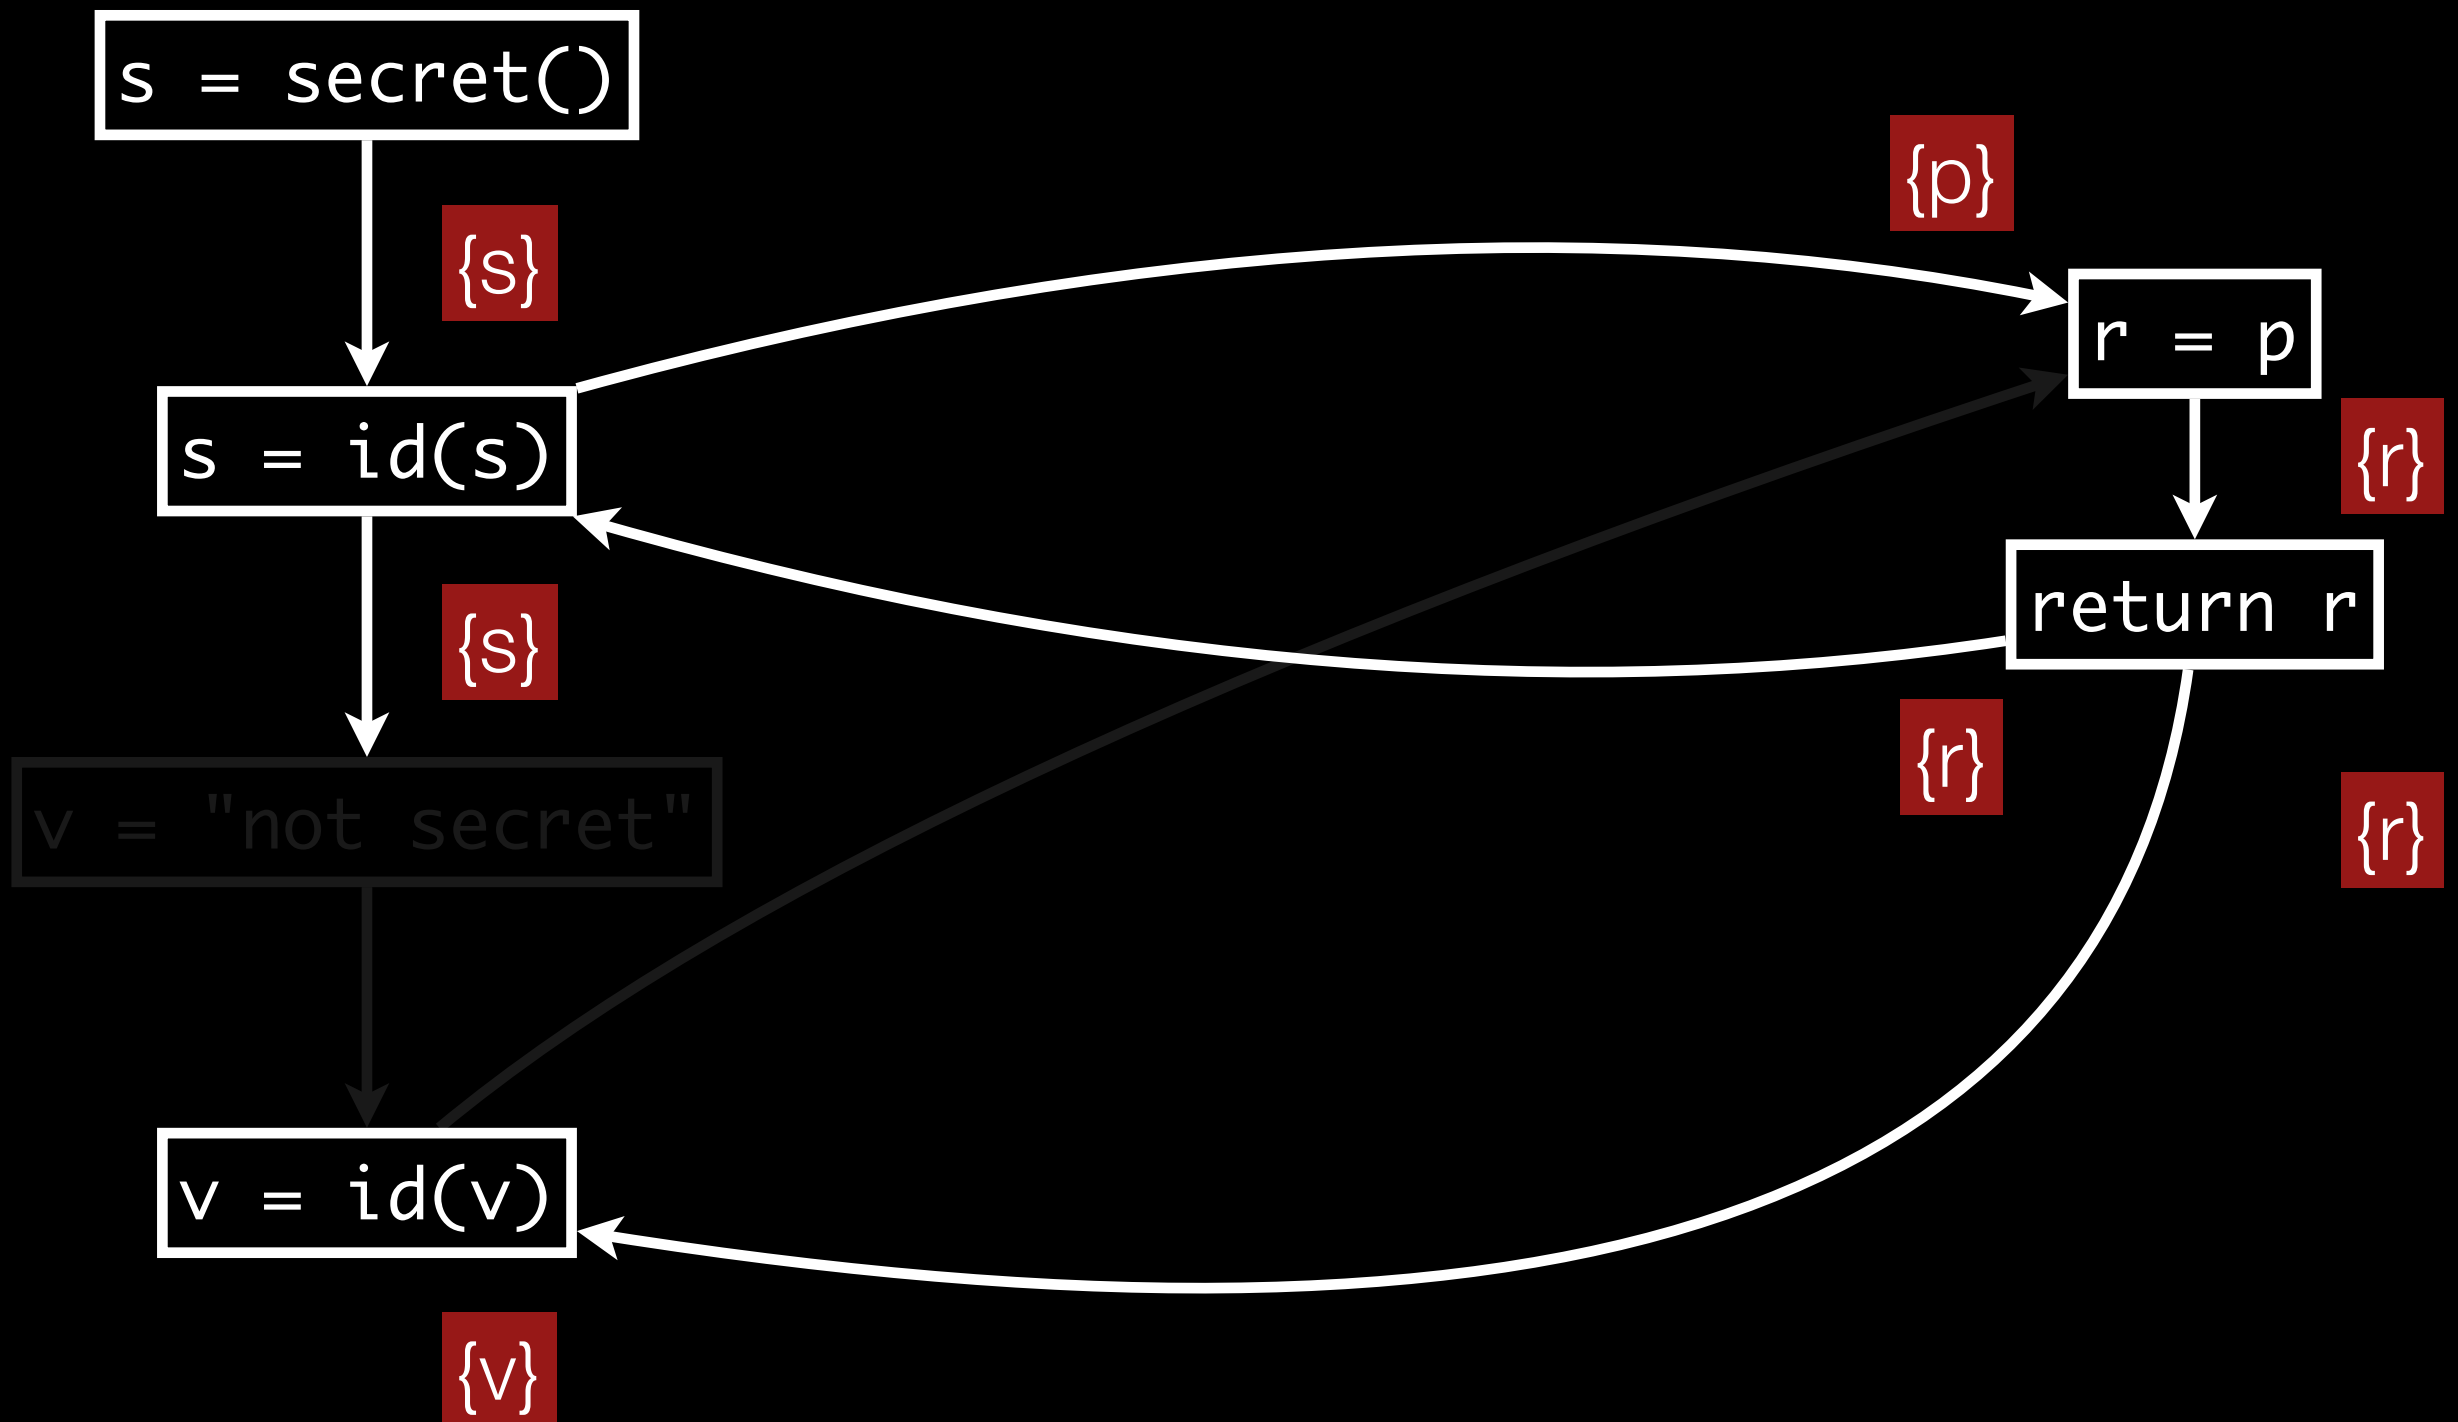 s = secret()
{p}
{s}
r = p
s = id(s)
{r}
return r
{s}
{r}
v = "not secret"
{r}
v = id(v)
{v}